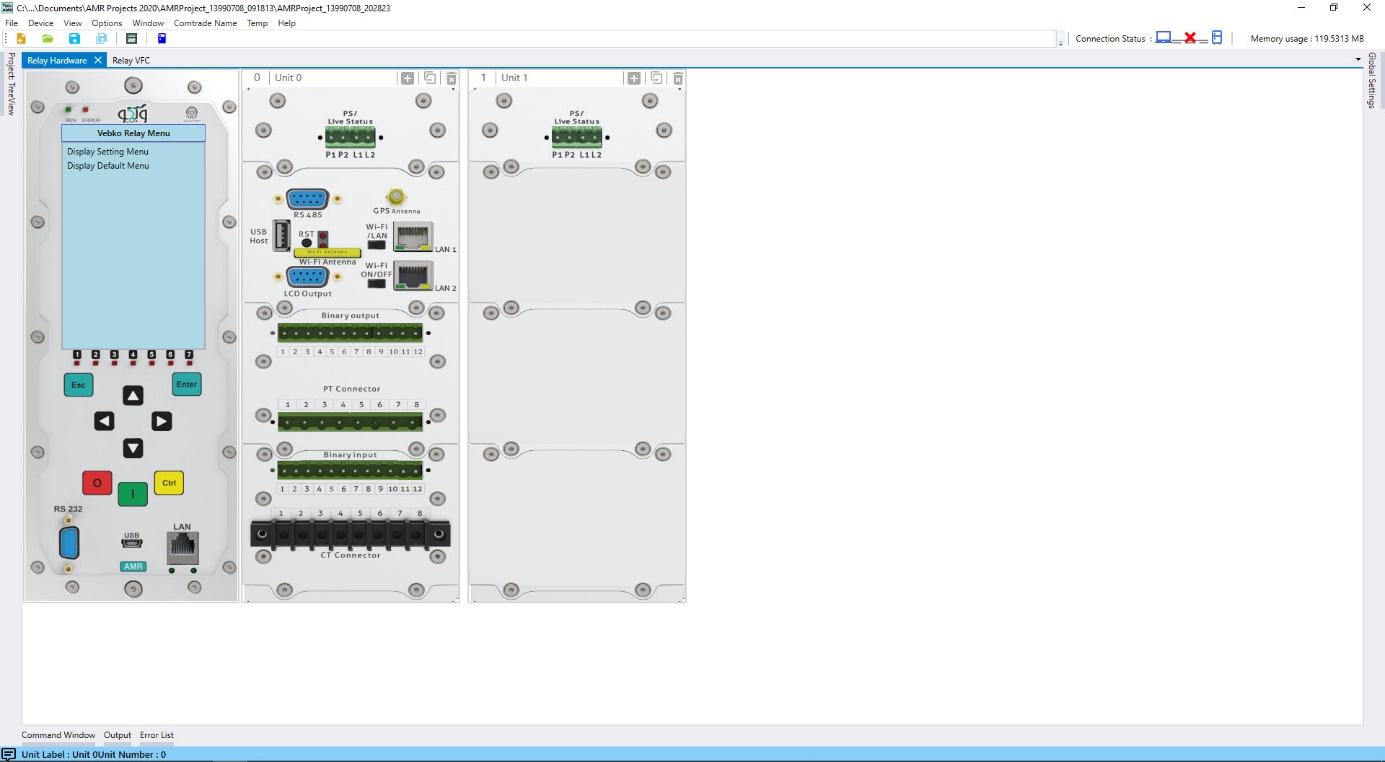 C:\...\Documents\AMR Projects 2020\AMRProject_13990708_091813\AMRProject_13990708_202823
File Device View Options Window Comtrade Name Temp Help
Connection Status : Memory usage : 119.5313 MB
Relay Hardware Relay VFC
Project TreeView
Global Settings
RUN ERROR
Vebko Relay Menu
Display Setting Menu
Display Default Menu
1 2 3 4 5 6 7
Esc Enter
O I Ctrl
RS 232
USB
LAN
AMR
0 Unit 0
PS/
Live Status
P1 P2 L1 L2
RS 485
GPS Antenna
USB
Host
RST
Wi-Fi
/LAN
LAN 1
Wi-Fi Antenna
Wi-Fi Antenna
Wi-Fi
ON/OFF
LAN 2
LCD Output
Binary output
1 2 3 4 5 6 7 8 9 10 11 12
PT Connector
1 2 3 4 5 6 7 8
Binary input
1 2 3 4 5 6 7 8 9 10 11 12
1 2 3 4 5 6 7 8
CT Connector
1 Unit 1
PS/
Live Status
P1 P2 L1 L2
Command Window Output Error List
Unit Label : Unit 0Unit Number : 0